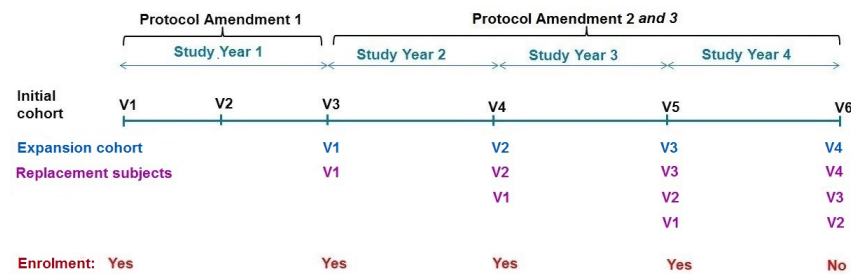 Protocol Amendment 1 Protocol Amendment 2 and 3
Study Year 1 Study Year 2 Study Year 3 Study Year 4
Initial
cohort
V1 V2 V3 V4 V5 V6
Expansion cohort V1 V2 V3 V4
Replacement subjects V1 V2 V3 V4
V1 V2 V3
V1 V2
Enrolment: Yes Yes Yes Yes No